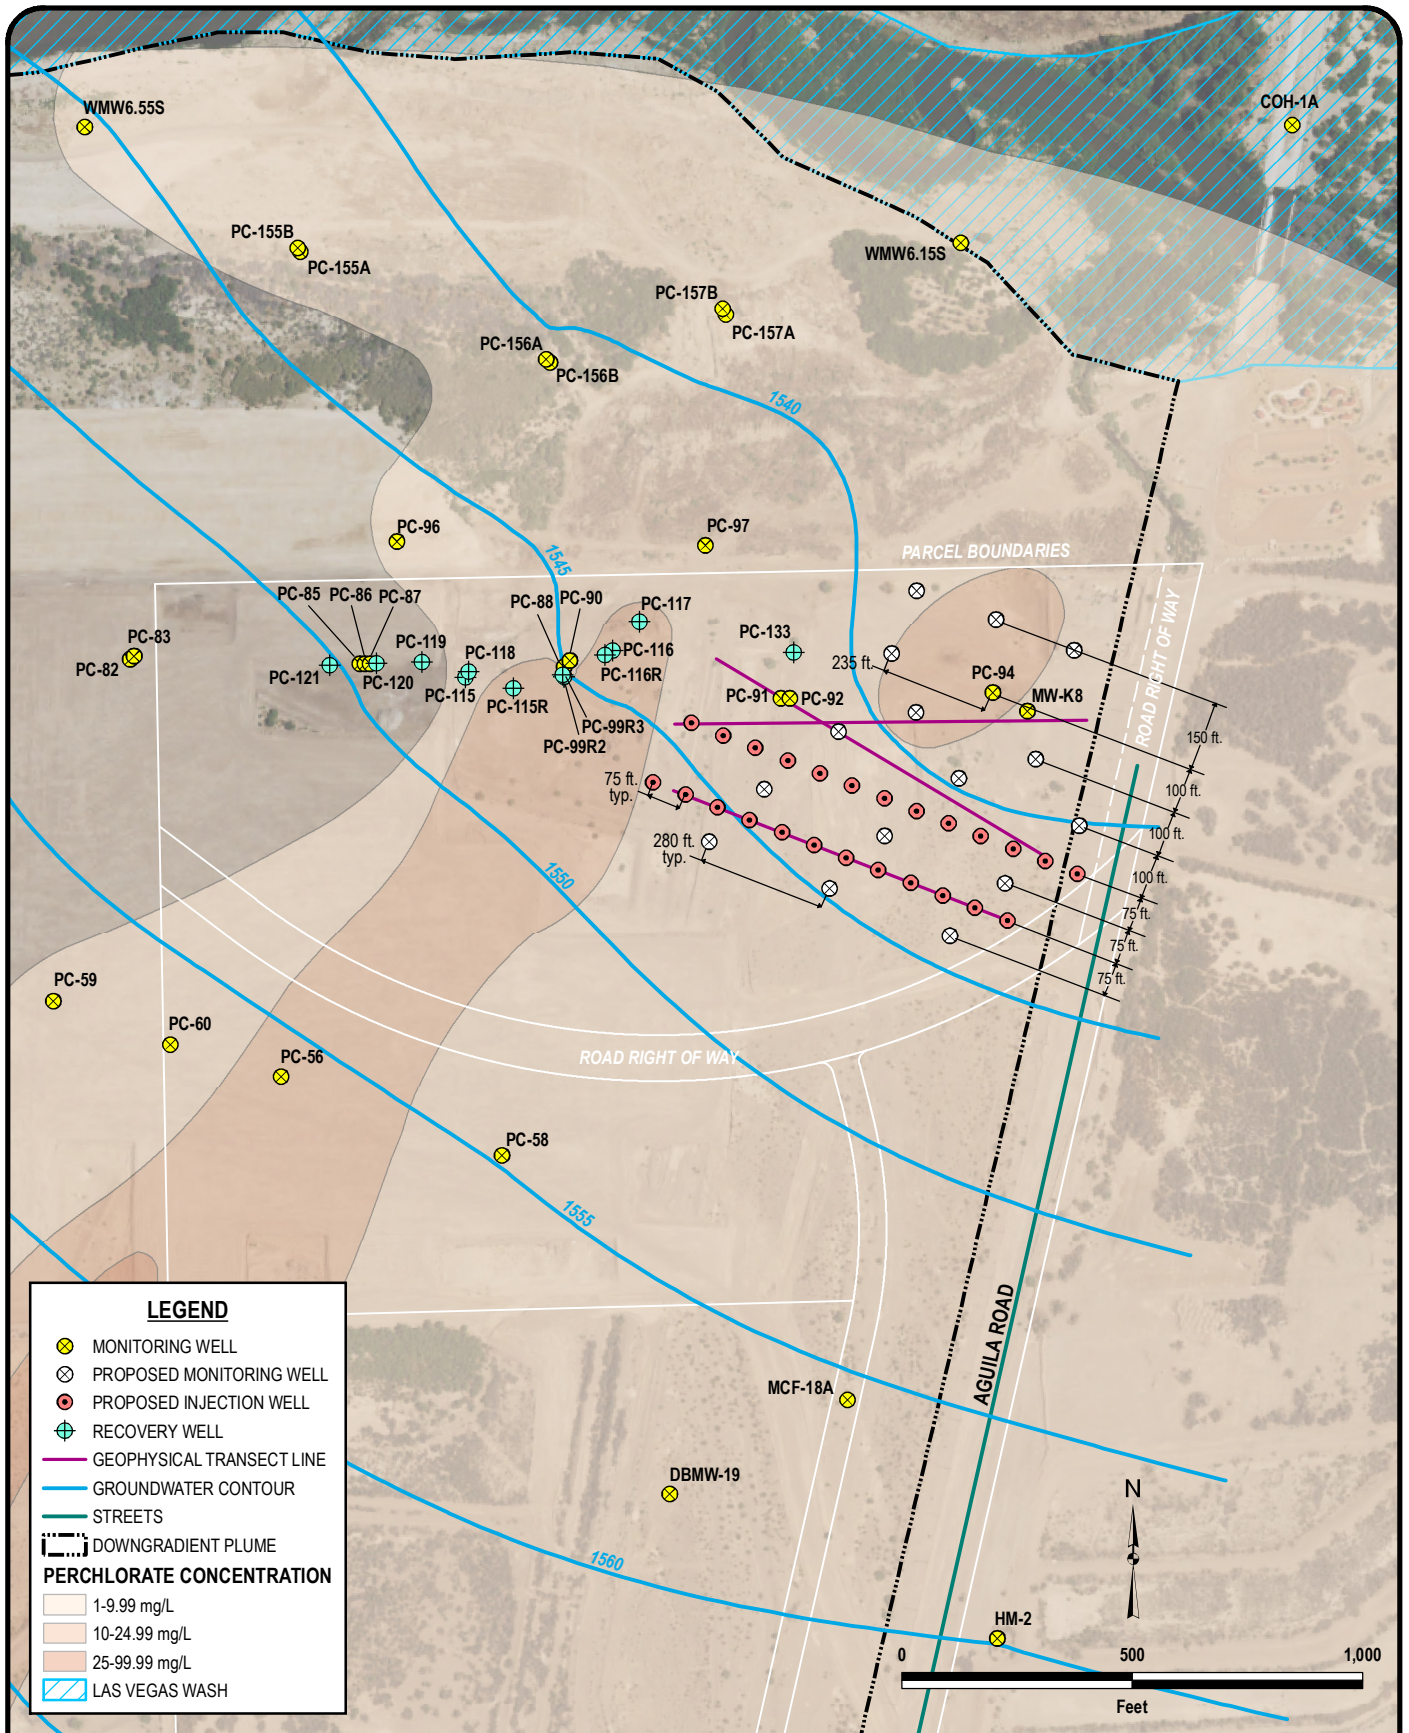 WMW6.55S
COH-1A
PC-155B
PC-155A
WMW6.15S
PC-157B
PC-157A
PC-156A
PC-156B
1540
PC-96
PC-97
1545
PARCEL BOUNDARIES
PC-85
PC-86
PC-87
PC-88
PC-90
PC-117
ROAD RIGHT OF WAY
PC-83
PC-82
PC-119
PC-118
PC-116
PC-133
PC-121
PC-120
PC-115
PC-116R
235 ft.
PC-94
MW-K8
PC-115R
PC-91
PC-92
PC-99R3
PC-99R2
150 ft.
75 ft.
typ.
100 ft.
100 ft.
280 ft.
typ.
100 ft.
1550
75 ft.
75 ft.
75 ft.
PC-59
PC-60
PC-56
ROAD RIGHT OF WAY
PC-58
1555
AGUILA ROAD
MCF-18A
DBMW-19
1560
HM-2
LEGEND
MONITORING WELL
PROPOSED MONITORING WELL
PROPOSED INJECTION WELL
RECOVERY WELL
GEOPHYSICAL TRANSECT LINE
GROUNDWATER CONTOUR
STREETS
DOWNGRADIENT PLUME
PERCHLORATE CONCENTRATION
1-9.99 mg/L
10-24.99 mg/L
25-99.99 mg/L
LAS VEGAS WASH
N
0 500 1,000
Feet